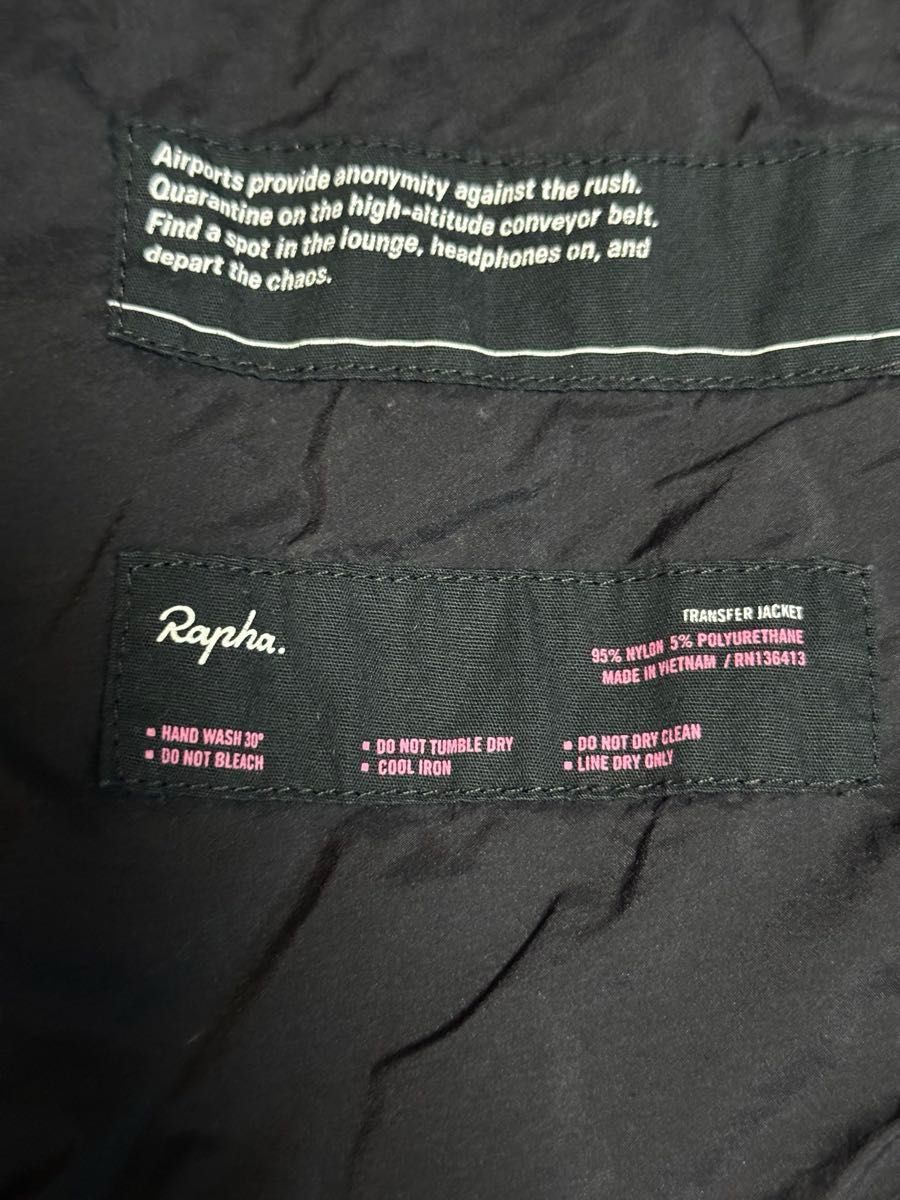 Airports provide anonymity against the rush.
Quarantine on the high-altitude conveyor belt.
Find a spot in the lounge, headphones on, and
depart the chaos.
Rapha.
TRANSFER JACKET
95% NYLON 5% POLYURETHANE
MADE IN VIETNAM / RN136413
▪ HAND WASH 30°
▪ DO NOT BLEACH
▪ DO NOT TUMBLE DRY
▪ COOL IRON
▪ DO NOT DRY CLEAN
▪ LINE DRY ONLY